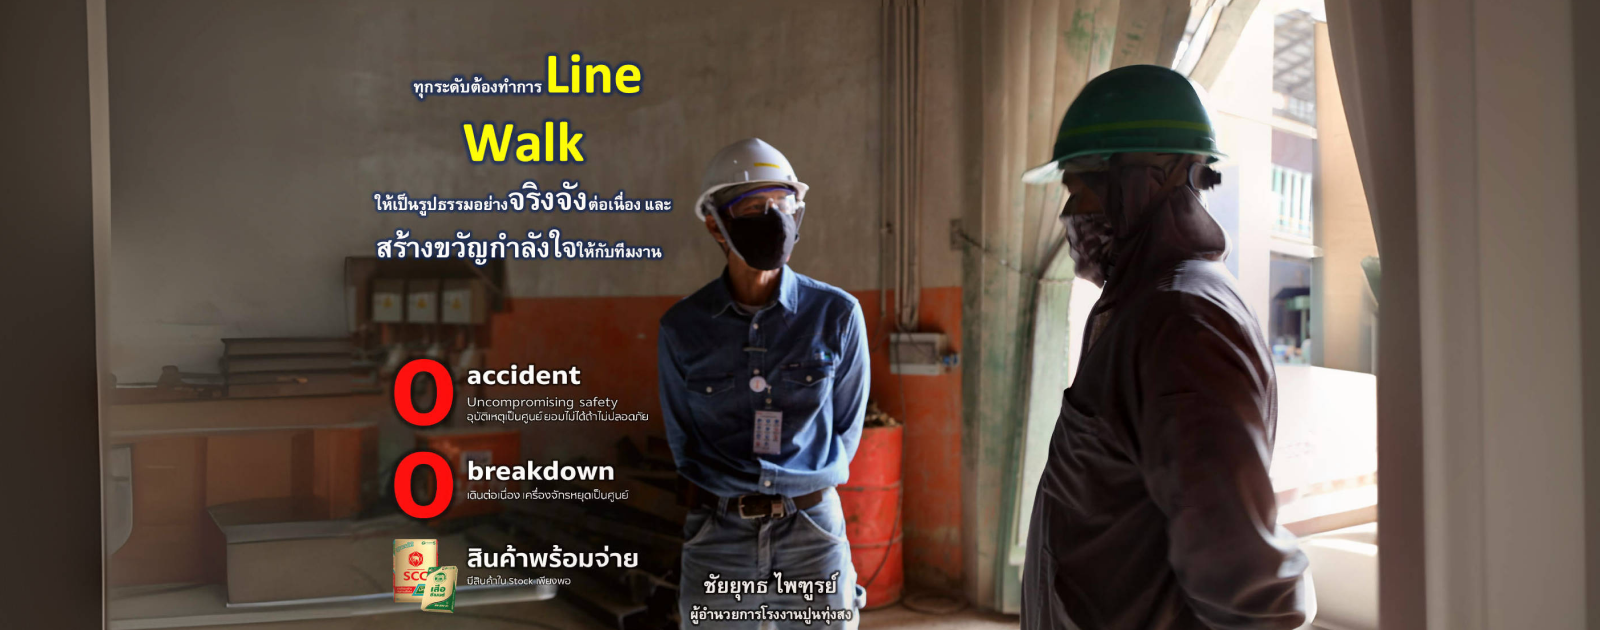 ทุกระดับต้องทำการ Line
Walk
ให้เป็นรูปธรรมอย่างจริงจังต่อเนื่อง และ
สร้างขวัญกำลังใจให้กับทีมงาน
0 accident
Uncompromising safety
อุบัติเหตุเป็นศูนย์ ยอมไม่ได้ถ้าไม่ปลอดภัย
0 breakdown
เดินต่อเนื่อง เครื่องจักรหยุดเป็นศูนย์
สินค้าพร้อมจ่าย
มีสินค้าใน Stock เพียงพอ
SCG
เสือ
ชัยยุทธ ไพฑูรย์
ผู้อำนวยการโรงงานปูนทุ่งสง